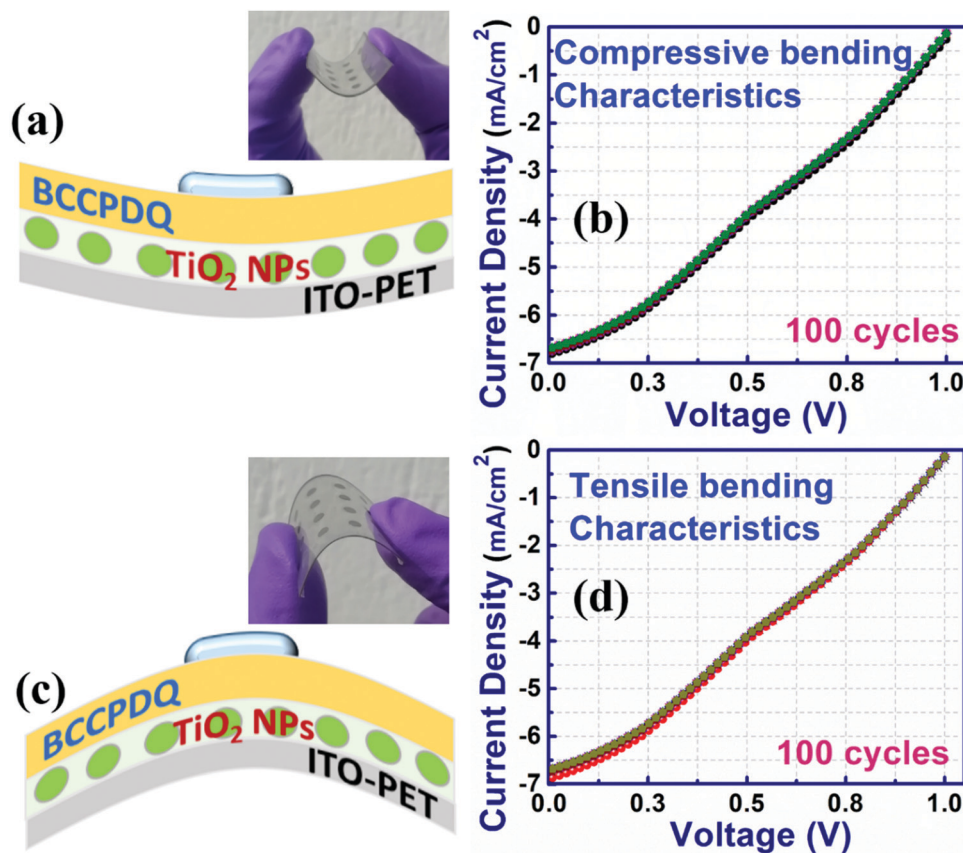 (a)
BCCPDQ
TiO₂ NPs
ITO-PET
Compressive bending
Characteristics
(b)
100 cycles
Current Density (mA/cm²)
0
-1
-2
-3
-4
-5
-6
-7
0.0 0.3 0.5 0.8 1.0
Voltage (V)
(c)
BCCPDQ
TiO₂ NPs
ITO-PET
Tensile bending
Characteristics
(d)
100 cycles
Current Density (mA/cm²)
0
-1
-2
-3
-4
-5
-6
-7
0.0 0.3 0.5 0.8 1.0
Voltage (V)